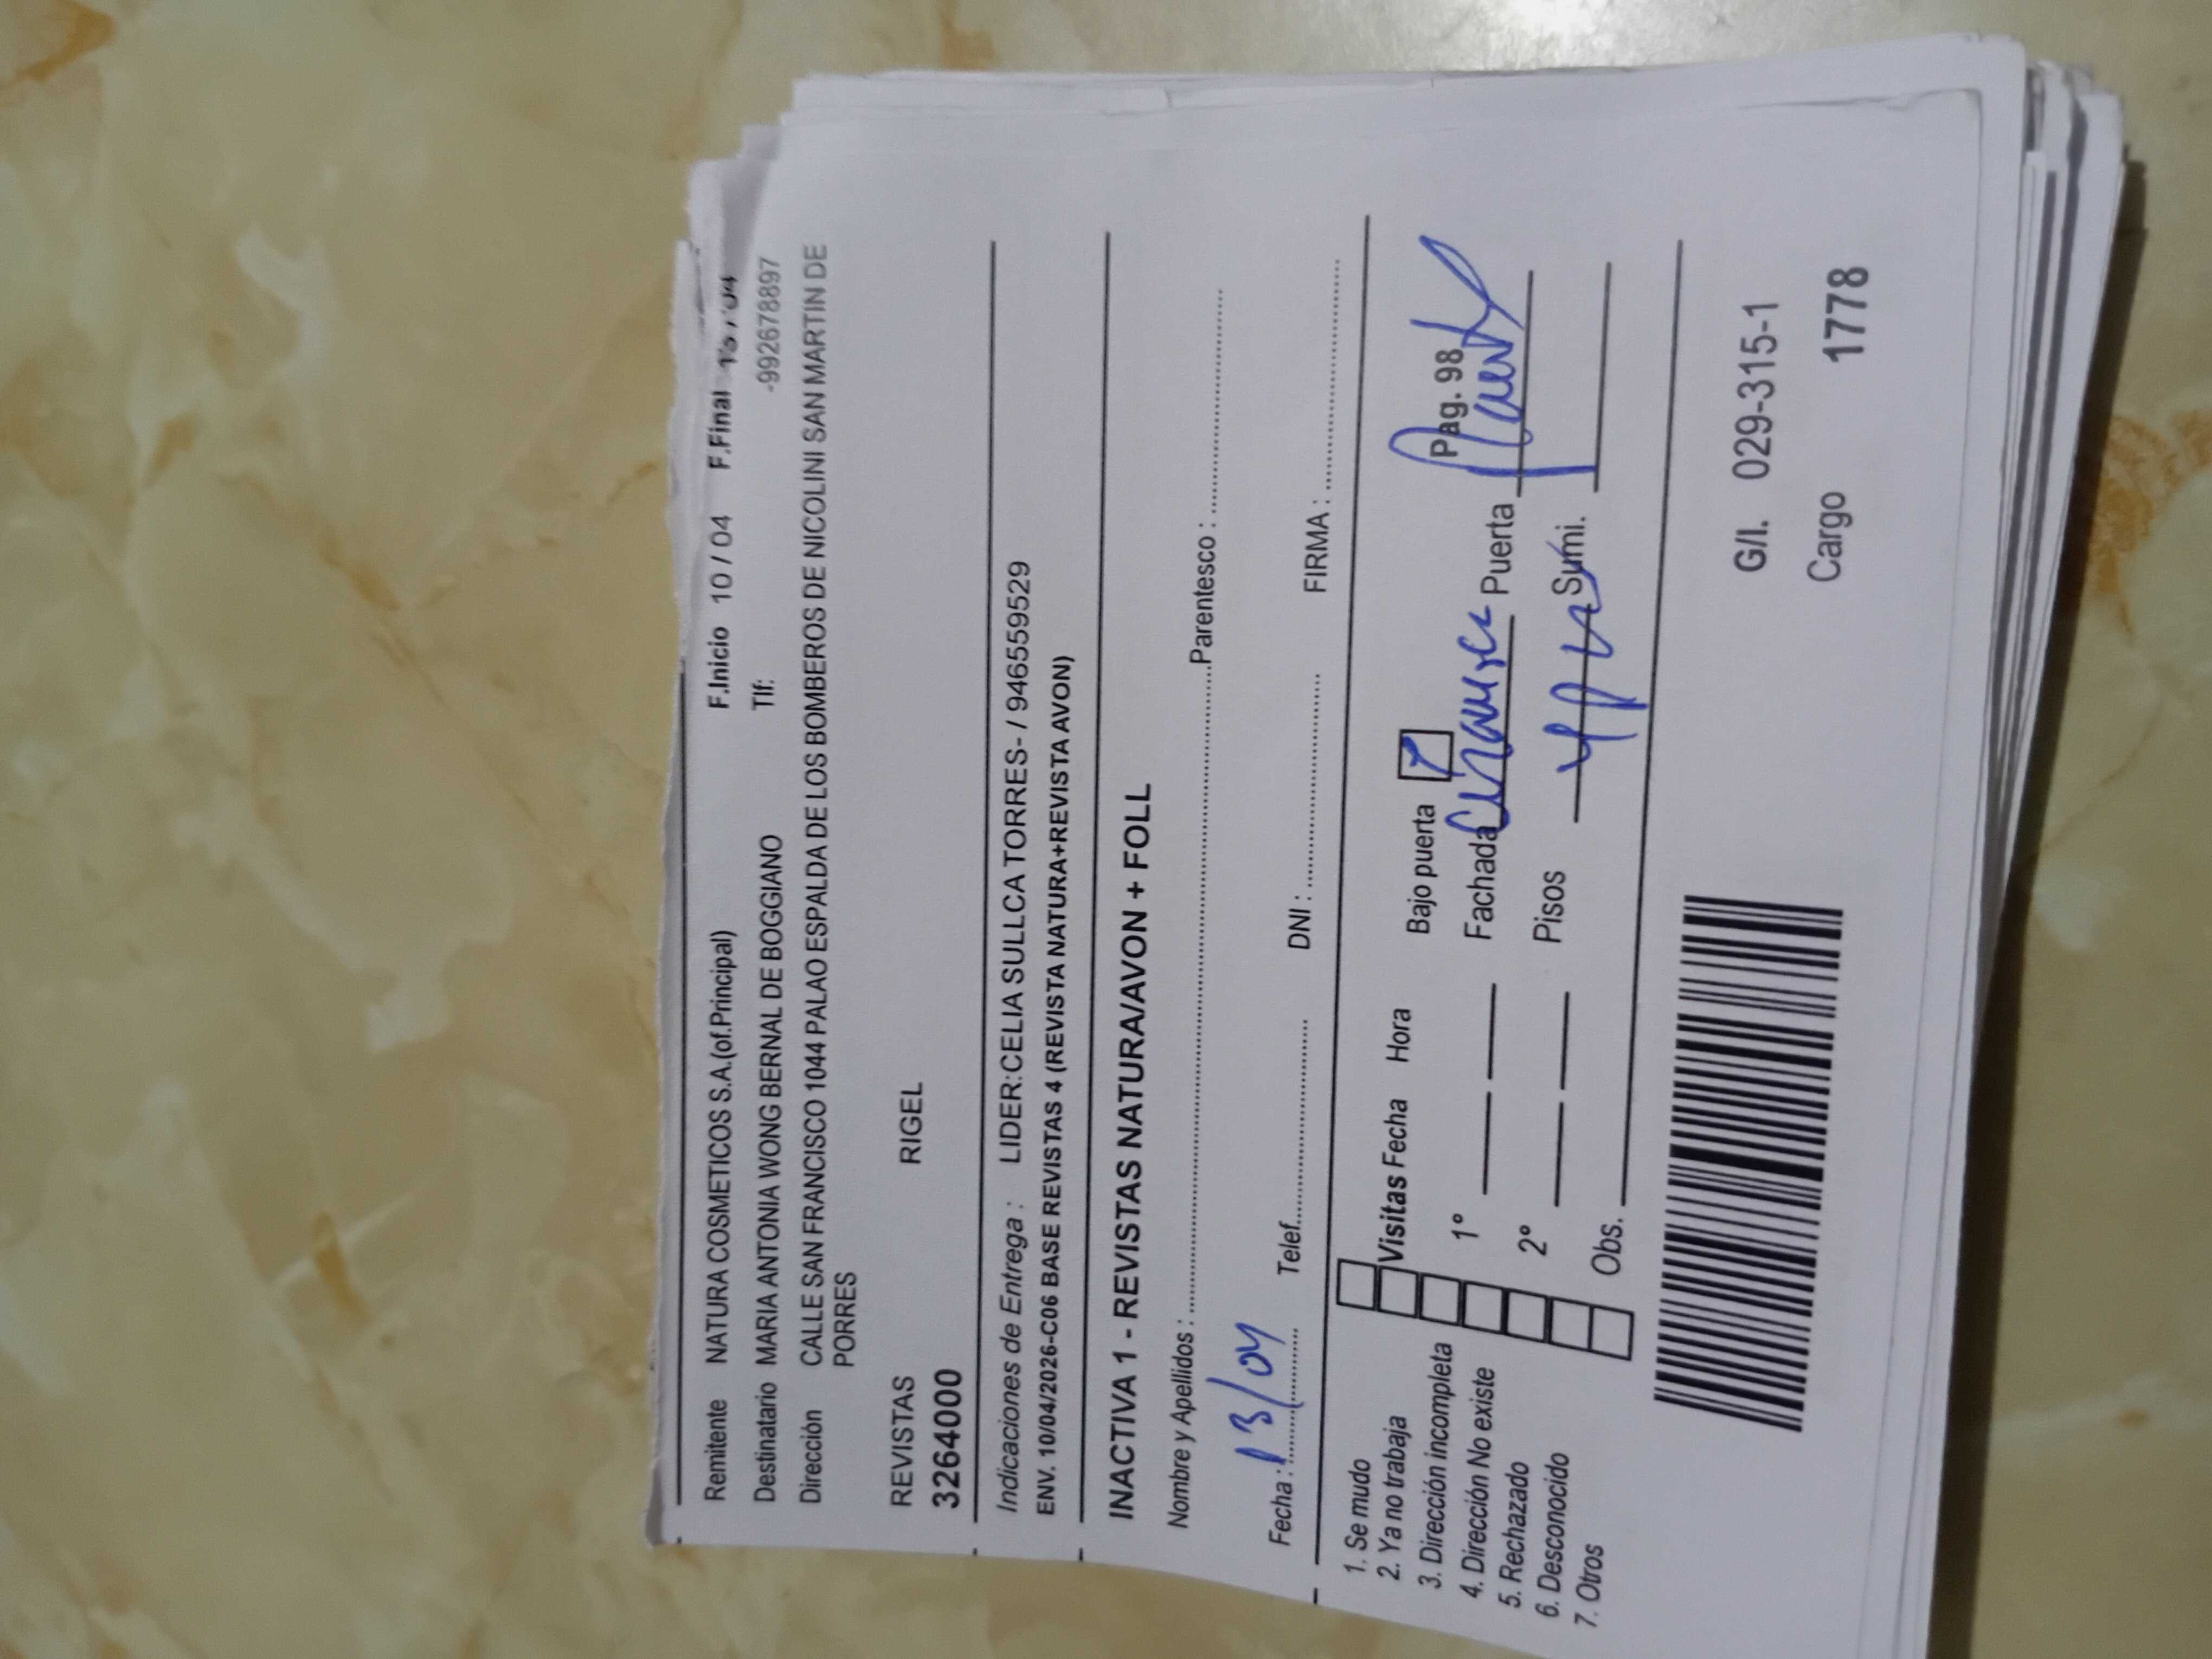 Remitente NATURA COSMETICOS S.A.(of.Principal) F.Inicio 10 / 04 F.Final
Destinatario MARIA ANTONIA WONG BERNAL DE BOGGIANO Tlf: -992678897
Dirección CALLE SAN FRANCISCO 1044 PALAO ESPALDA DE LOS BOMBEROS DE NICOLINI SAN MARTIN DE
PORRES
REVISTAS RIGEL
3264000
Indicaciones de Entrega : LIDER:CELIA SULLCA TORRES- / 946559529
ENV. 10/04/2026-C06 BASE REVISTAS 4 (REVISTA NATURA+REVISTA AVON)
INACTIVA 1 - REVISTAS NATURA/AVON + FOLL
Nombre y Apellidos : Parentesco :
Fecha : 13/04 Telef. DNI : FIRMA :
1. Se mudo
2. Ya no trabaja
3. Dirección incompleta
4. Dirección No existe
5. Rechazado
6. Desconocido
7. Otros
Visitas Fecha Hora
1°
2°
Obs.
Bajo puerta Pag. 98
Fachada Puerta
Pisos Sumi.
G/I. 029-315-1
Cargo 1778